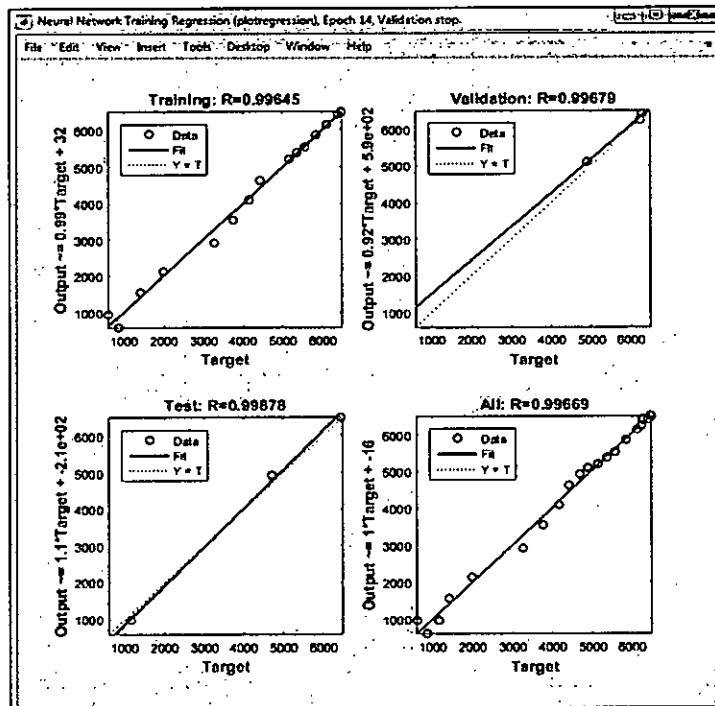 Neural Network Training Regression (plotregression), Epoch 14, Validation stop.
File Edit View Insert Tools Desktop Window Help
Training: R=0.99645
Output ~= 0.99*Target + 32
6000
5000
4000
3000
2000
1000
Data
Fit
Y = T
1000 2000 3000 4000 5000 6000
Target
Validation: R=0.99679
Output ~= 0.92*Target + 5.9e+02
6000
5000
4000
3000
2000
1000
Data
Fit
Y = T
1000 2000 3000 4000 5000 6000
Target
Test: R=0.99878
Output ~= 1.1*Target + -2.1e+02
6000
5000
4000
3000
2000
1000
Data
Fit
Y = T
1000 2000 3000 4000 5000 6000
Target
All: R=0.99669
Output ~= 1*Target + -16
6000
5000
4000
3000
2000
1000
Data
Fit
Y = T
1000 2000 3000 4000 5000 6000
Target